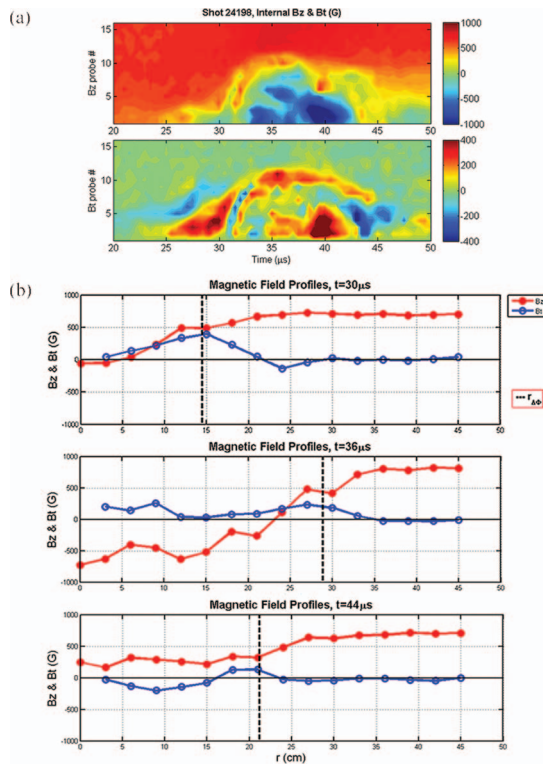 (a)
Shot 24198, Internal Bz & Bt (G)
Bz probe #
15
10
5
20 25 30 35 40 45 50
1000
500
0
-500
-1000
Bt probe #
15
10
5
0
20 25 30 35 40 45 50
Time (μs)
400
200
0
-200
-400
(b)
Magnetic Field Profiles, t=30μs
Bz & Bt (G)
1000
500
0
-500
-1000
0 5 10 15 20 25 30 35 40 45 50
Bz
Bt
r ΔΦ
Magnetic Field Profiles, t=36μs
Bz & Bt (G)
1000
500
0
-500
-1000
0 5 10 15 20 25 30 35 40 45 50
Magnetic Field Profiles, t=44μs
Bz & Bt (G)
1000
500
0
-500
-1000
0 5 10 15 20 25 30 35 40 45 50
r (cm)